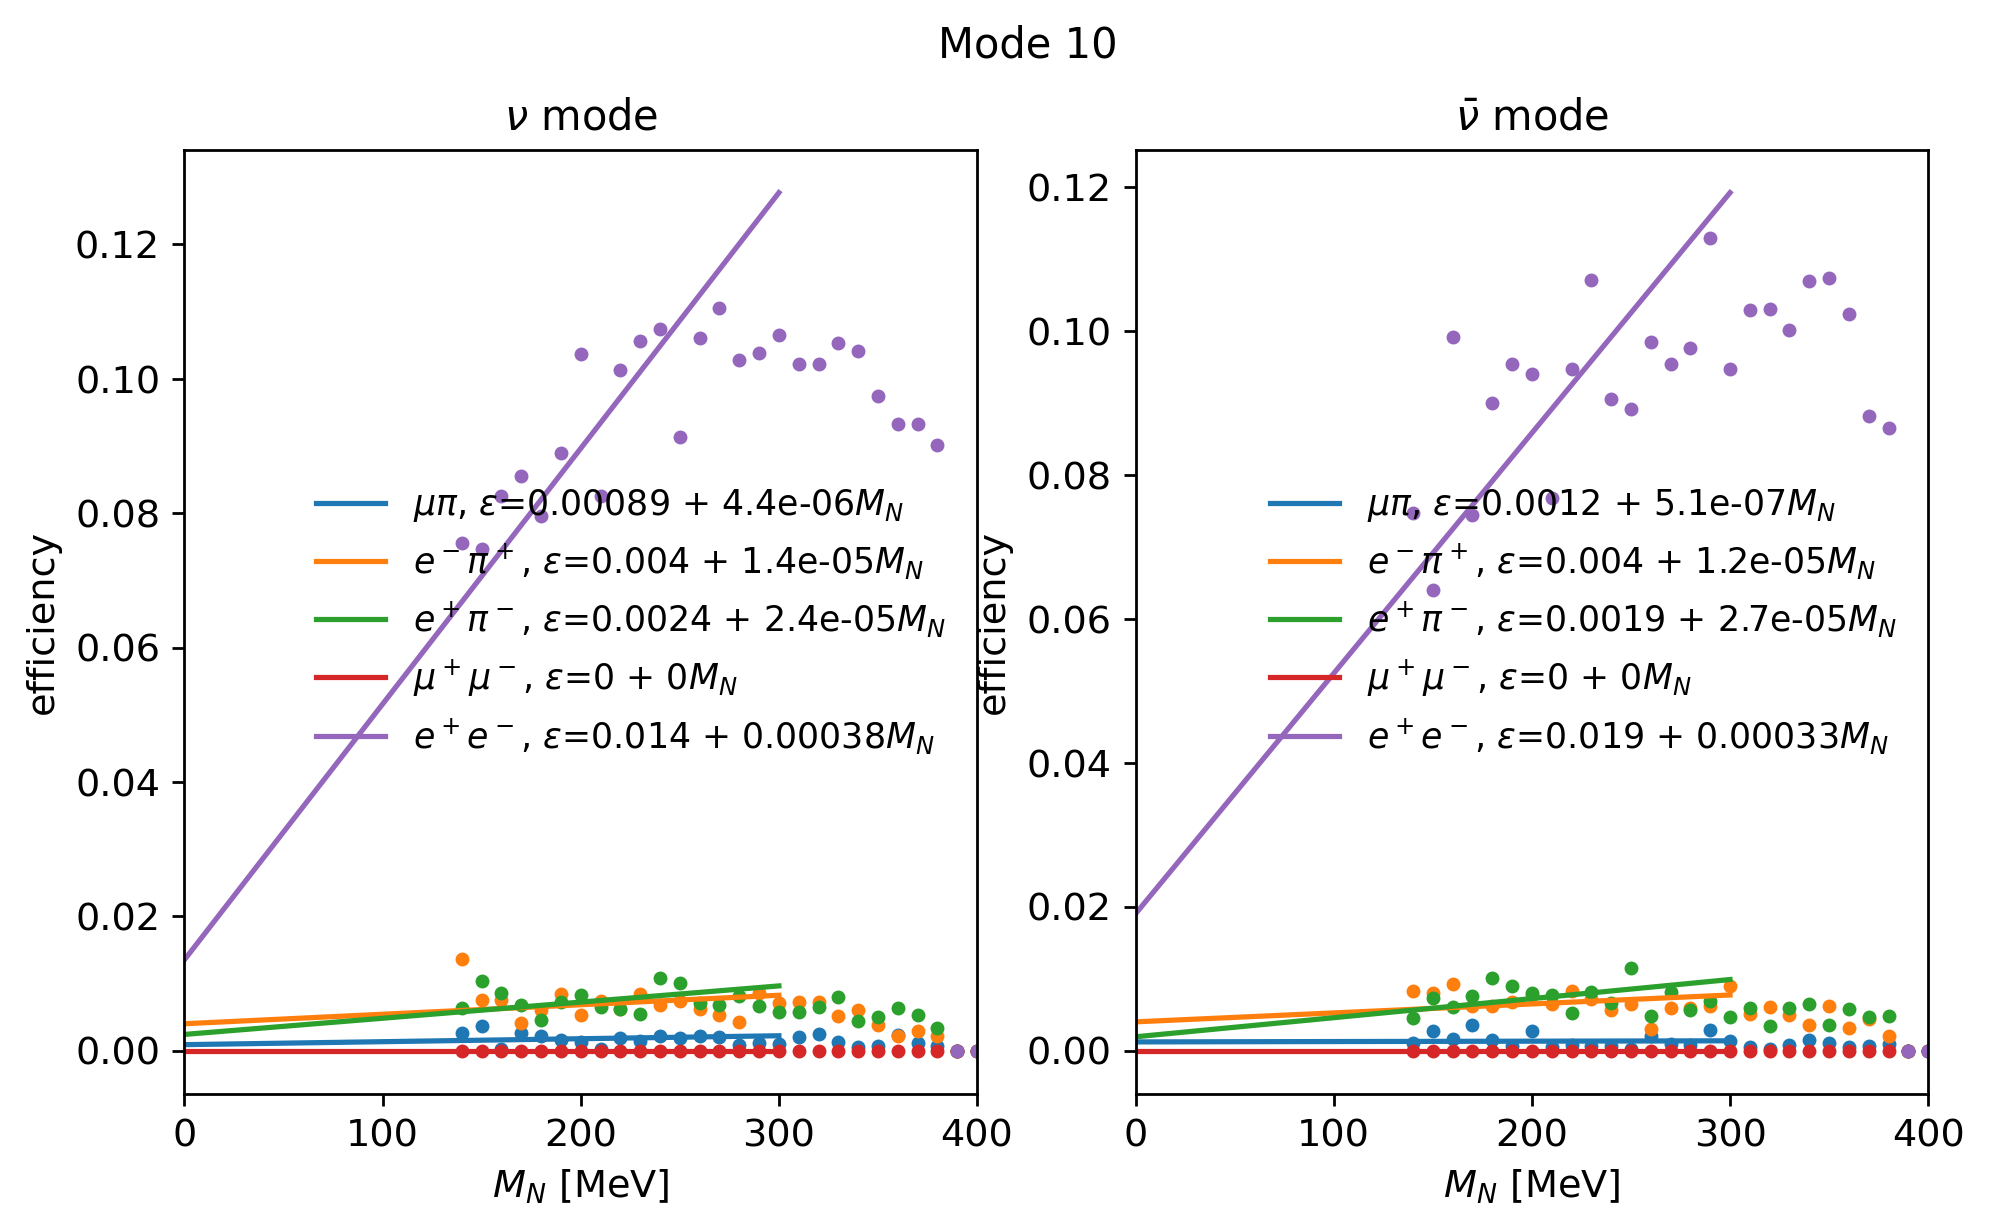 Mode 10
ν mode
efficiency
0.12
0.10
0.08
0.06
0.04
0.02
0.00
μπ, ε=0.00089 + 4.4e-06M_N
e⁻π⁺, ε=0.004 + 1.4e-05M_N
e⁺π⁻, ε=0.0024 + 2.4e-05M_N
μ⁺μ⁻, ε=0 + 0M_N
e⁺e⁻, ε=0.014 + 0.00038M_N
0 100 200 300 400
M_N [MeV]
ν̄ mode
efficiency
0.12
0.10
0.08
0.06
0.04
0.02
0.00
μπ, ε=0.0012 + 5.1e-07M_N
e⁻π⁺, ε=0.004 + 1.2e-05M_N
e⁺π⁻, ε=0.0019 + 2.7e-05M_N
μ⁺μ⁻, ε=0 + 0M_N
e⁺e⁻, ε=0.019 + 0.00033M_N
0 100 200 300 400
M_N [MeV]